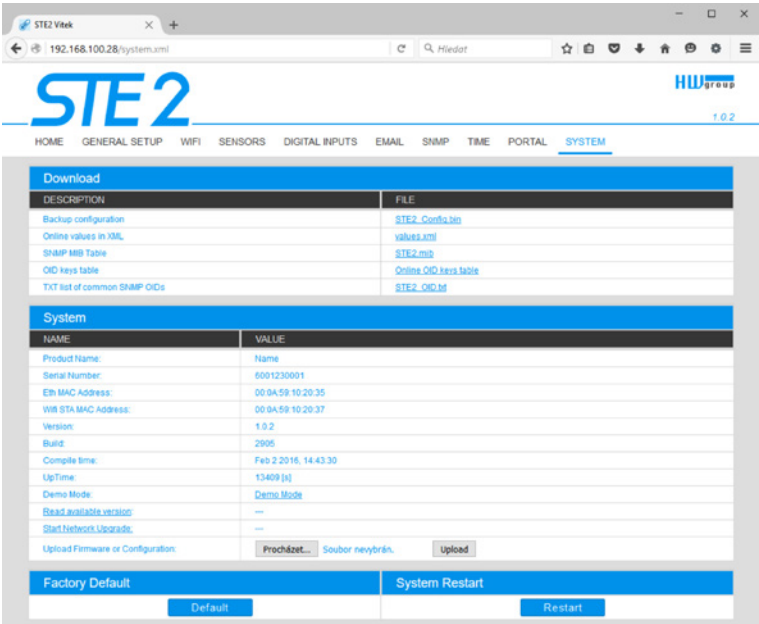 STE2 Vitek
192.168.100.28/system.xml
Hledat
STE 2
HWgroup
1.0.2
HOME GENERAL SETUP WIFI SENSORS DIGITAL INPUTS EMAIL SNMP TIME PORTAL SYSTEM
Download
DESCRIPTION FILE
Backup configuration STE2_Config.bin
Online values in XML values.xml
SNMP MIB Table STE2.mib
OID keys table Online OID keys table
TXT list of common SNMP OIDs STE2_OID.txt
System
NAME VALUE
Product Name: Name
Serial Number: 6001230001
Eth MAC Address: 00:0A:59:10:20:35
Wifi STA MAC Address: 00:0A:59:10:20:37
Version: 1.0.2
Build: 2905
Compile time: Feb 2 2016, 14:43:30
UpTime: 13409 [s]
Demo Mode: Demo Mode
Read available version: ---
Start Network Upgrade: ---
Upload Firmware or Configuration: Procházet... Soubor nevybrán. Upload
Factory Default System Restart
Default Restart